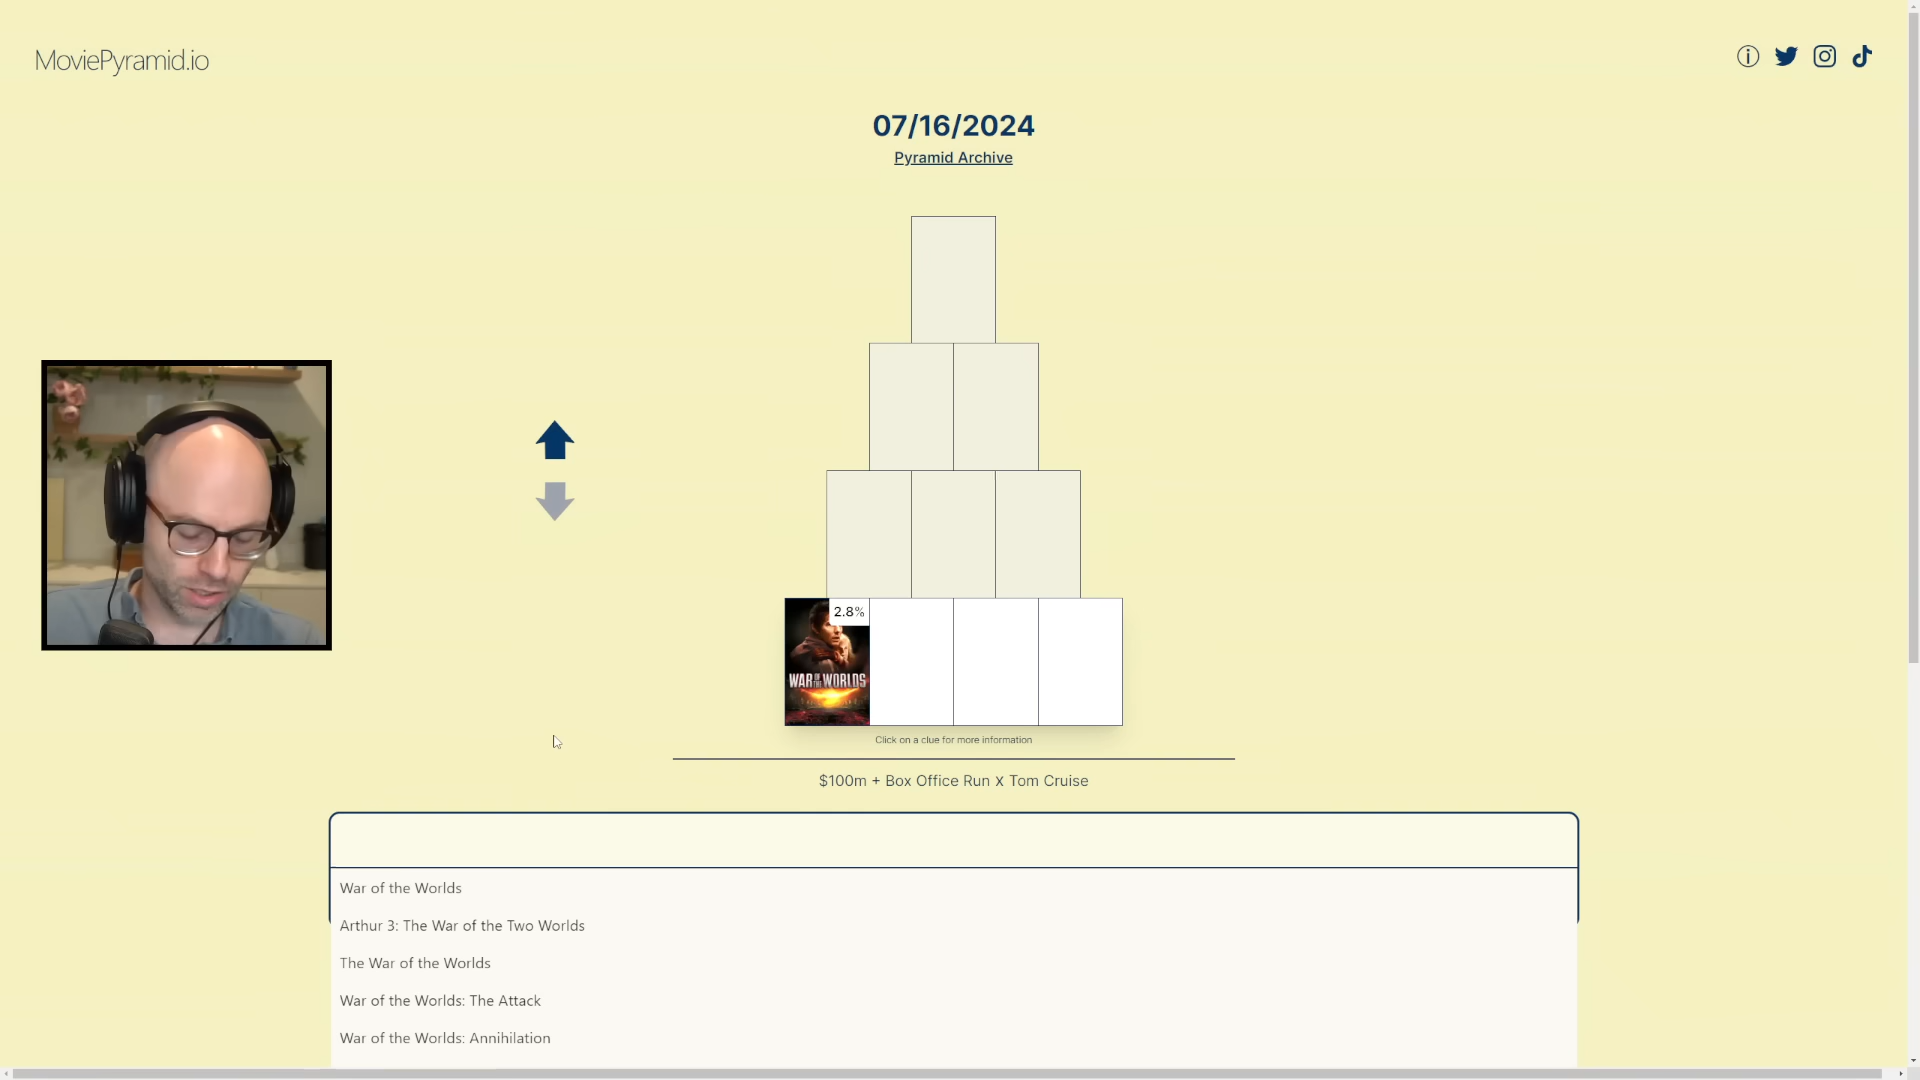 MoviePyramid.io
07/16/2024
Pyramid Archive
2.8%
WAR OF THE WORLDS
Click on a clue for more information
$100m + Box Office Run X Tom Cruise
War of the Worlds
Arthur 3: The War of the Two Worlds
The War of the Worlds
War of the Worlds: The Attack
War of the Worlds: Annihilation